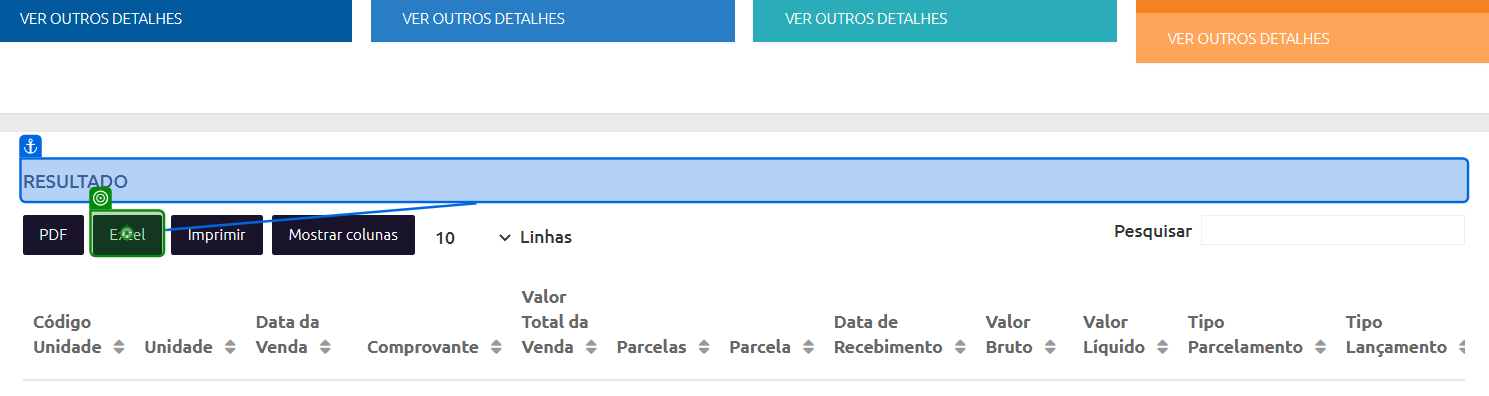 VER OUTROS DETALHES
VER OUTROS DETALHES
VER OUTROS DETALHES
VER OUTROS DETALHES
RESULTADO
PDF
Excel
Imprimir
Mostrar colunas
10
Linhas
Pesquisar
Código Unidade
Unidade
Data da Venda
Comprovante
Valor Total da Venda
Parcelas
Parcela
Data de Recebimento
Valor Bruto
Valor Líquido
Tipo Parcelamento
Tipo Lançamento